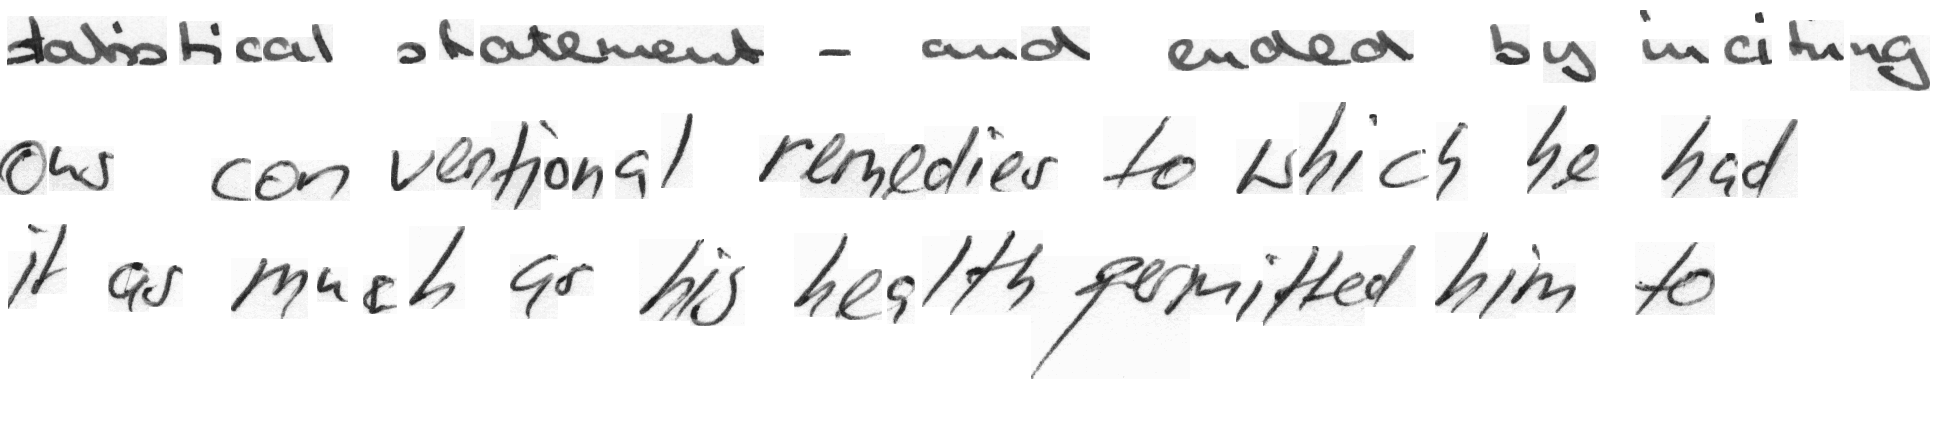 statistical statement - and ended by inciting
ous conventional remedies to which he had
it as much as his health permitted him to